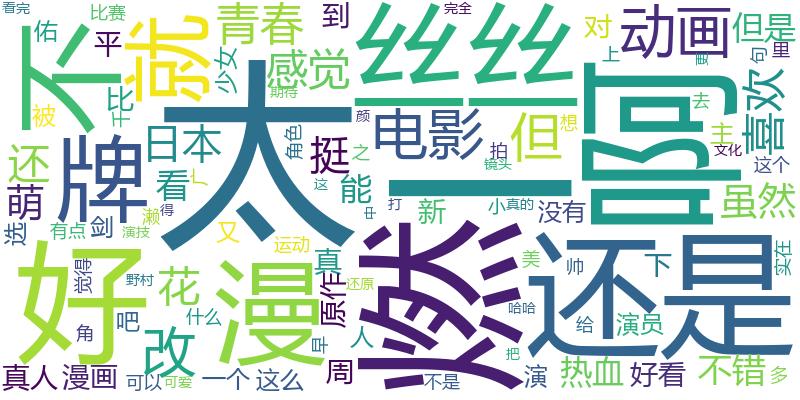 看完
比赛
佑
平
不
就
青春
到
感觉
少女
期待
比
千
被
丝丝
完全
对
上
动画
更
但是
句
里
喜欢
去
主
文化
这个
啊
还
牌
日本
太
角色
颜
电影
之
挺
能
这
中
打
拍
镜头
但
想
一
小
真的
没有
虽然
萌
选
有点
剑
濑
得
演技
看
广
又
运动
新
好
觉得
角
吧
花
改
什么
漫
野村
真
原作
还原
早
人
周
燃
还是
美
帅
哈哈
给
下
演员
实在
真人
漫画
可以
可爱
一个
这么
不是
把
演
热血
好看
不错
多